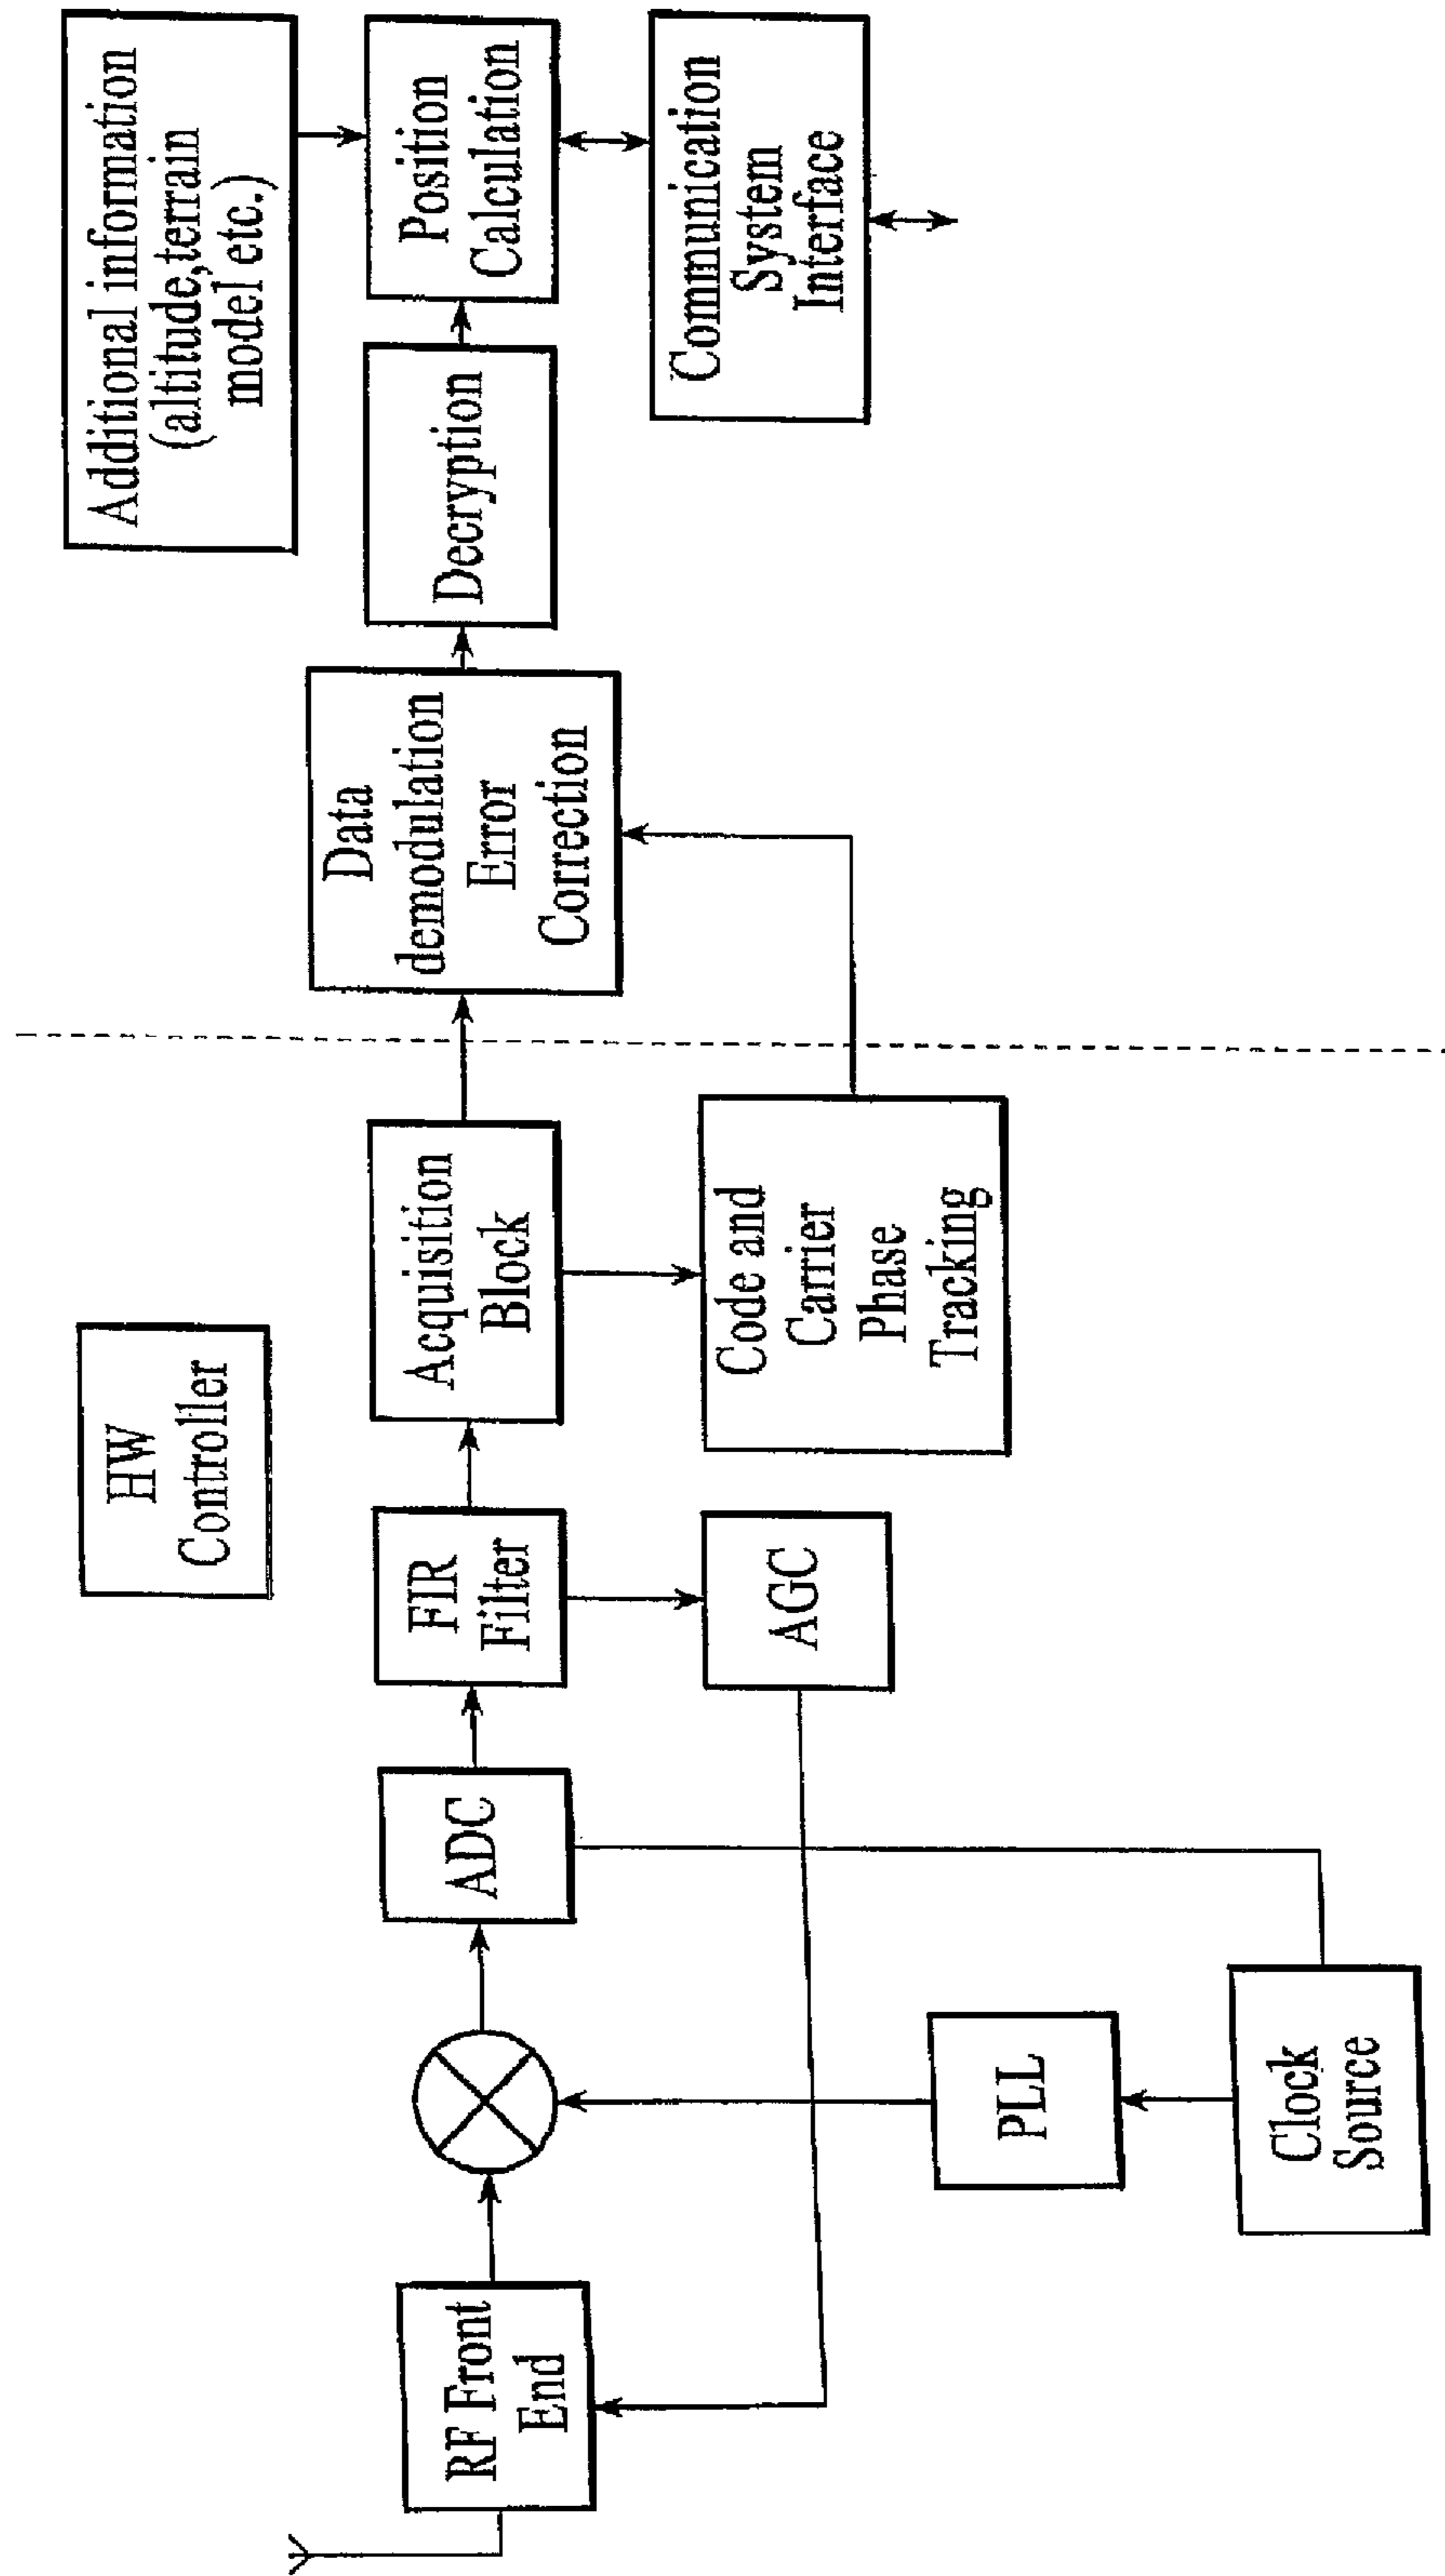 Additional information
(altitude,terrain
model etc.)
HW
Controller
RF Front
End
ADC
FIR
Filter
Acquisition
Block
Data
demodulation
Error
Correction
Decryption
Position
Calculation
AGC
Code and
Carrier
Phase
Tracking
Communication
System
Interface
PLL
Clock
Source